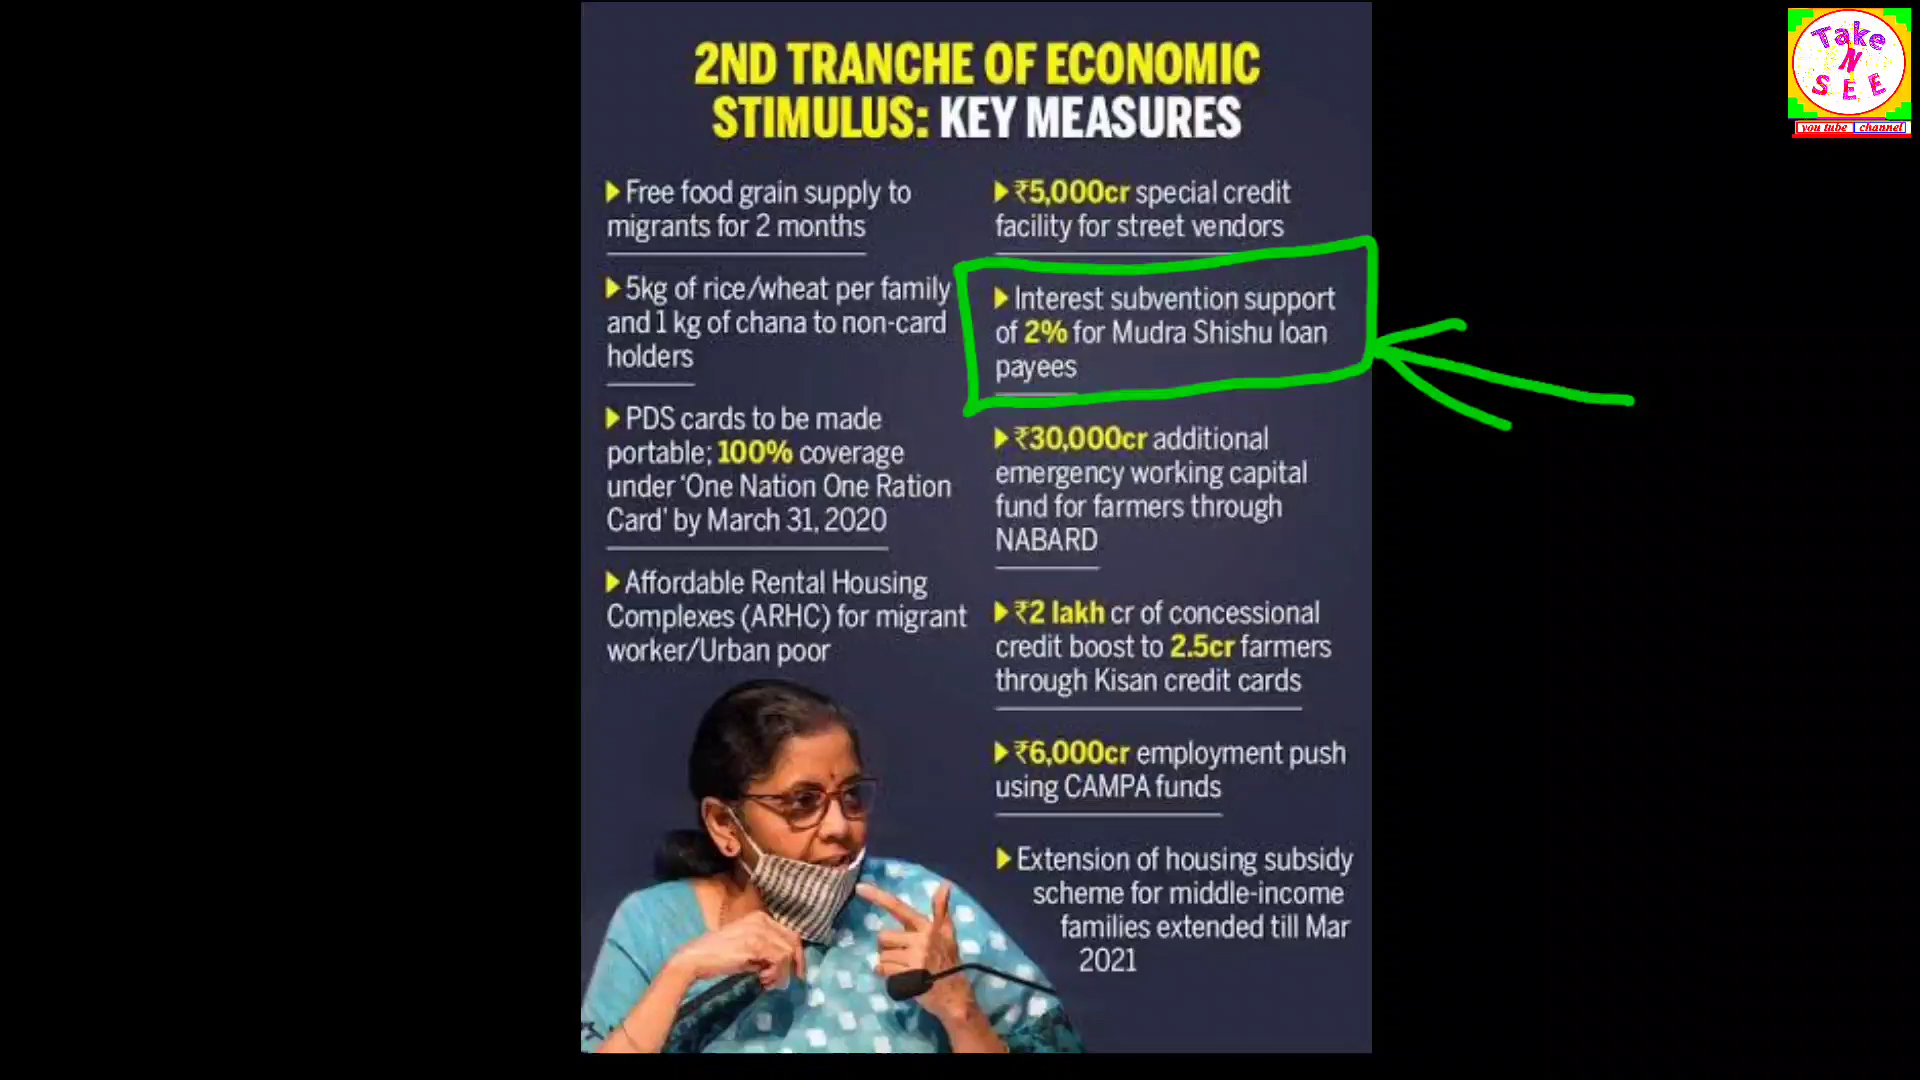 2ND TRANCHE OF ECONOMIC
STIMULUS: KEY MEASURES
Free food grain supply to
migrants for 2 months
5kg of rice/wheat per family
and 1 kg of chana to non-card
holders
PDS cards to be made
portable; 100% coverage
under 'One Nation One Ration
Card' by March 31, 2020
Affordable Rental Housing
Complexes (ARHC) for migrant
worker/Urban poor
₹5,000cr special credit
facility for street vendors
Interest subvention support
of 2% for Mudra Shishu loan
payees
₹30,000cr additional
emergency working capital
fund for farmers through
NABARD
₹2 lakh cr of concessional
credit boost to 2.5cr farmers
through Kisan credit cards
₹6,000cr employment push
using CAMPA funds
Extension of housing subsidy
scheme for middle-income
families extended till Mar
2021
Take
N
SEE
you tube channel